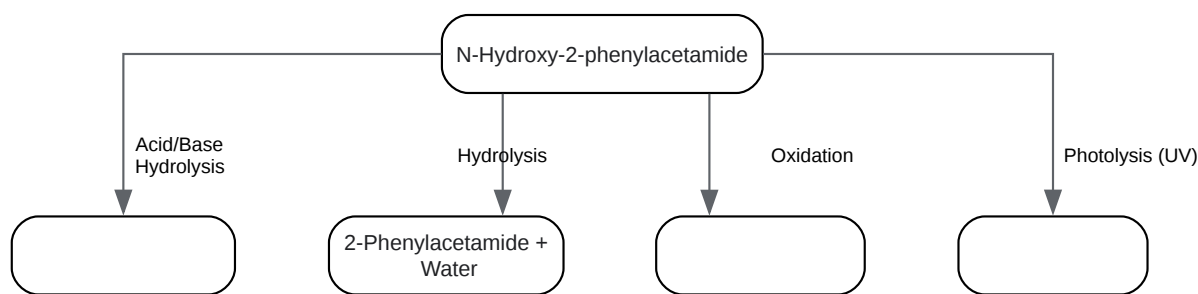 N-Hydroxy-2-phenylacetamide
Acid/Base
Hydrolysis
Hydrolysis
Oxidation
Photolysis (UV)
2-Phenylacetamide +
Water